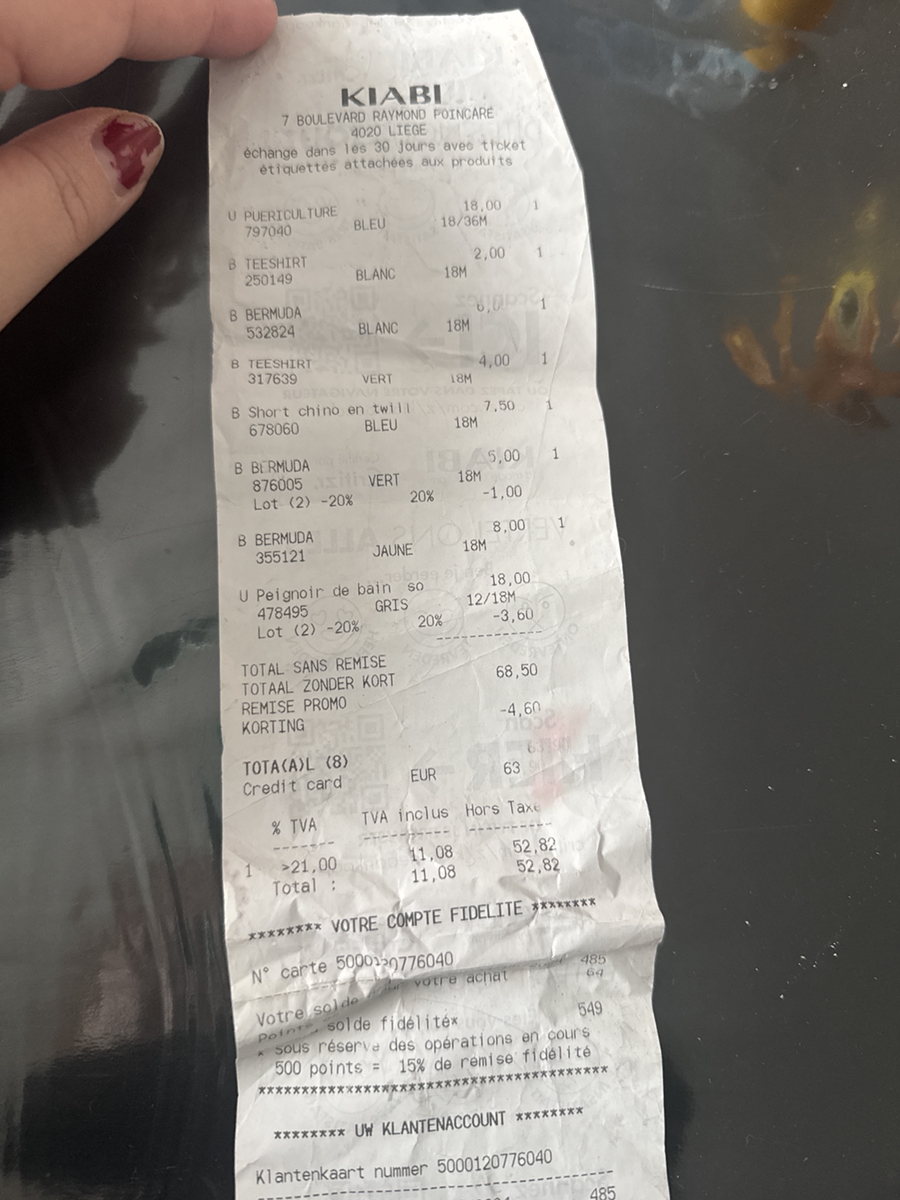 KIABI
7 BOULEVARD RAYMOND POINCARE
4020 LIEGE
échange dans les 30 jours avec ticket
étiquettes attachées aux produits
U PUERICULTURE 18,00 1
797040 BLEU 18/36M
B TEESHIRT 2,00 1
250149 BLANC 18M
B BERMUDA 1
532824 BLANC 18M
B TEESHIRT 4,00 1
317639 VERT 18M
B Short chino en twill 7,50 1
678060 BLEU 18M
B BERMUDA 5,00 1
876005 VERT 18M
Lot (2) -20% 20% -1,00
B BERMUDA 8,00 1
355121 JAUNE 18M
U Peignoir de bain so 18,00
478495 GRIS 12/18M
Lot (2) -20% 20% -3,60
TOTAL SANS REMISE
TOTAAL ZONDER KORT 68,50
REMISE PROMO
KORTING -4,60
TOTA(A)L (8)
Credit card EUR 63
% TVA TVA inclus Hors Taxe
1 >21,00 11,08 52,82
Total : 11,08 52,82
******** VOTRE COMPTE FIDELITE ********
N° carte 5000120776040
Votre solde 485
votre achat 64
solde fidélité* 549
* sous réserve des opérations en cours
500 points = 15% de remise fidélité
****************************************
******** UW KLANTENACCOUNT ********
Klantenkaart nummer 5000120776040
485